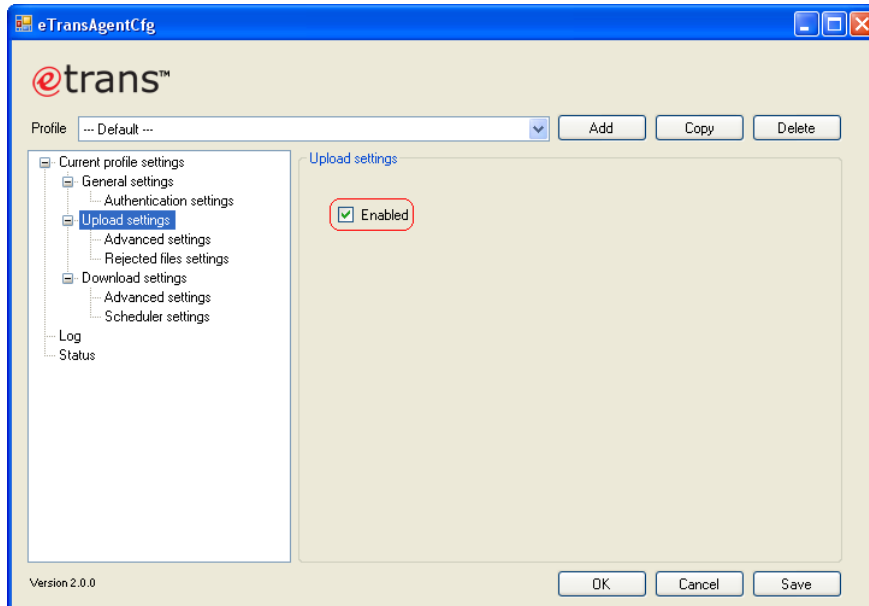 eTransAgentCfg
etrans™
Profile
--- Default ---
Add
Copy
Delete
Current profile settings
General settings
Authentication settings
Upload settings
Advanced settings
Rejected files settings
Download settings
Advanced settings
Scheduler settings
Log
Status
Upload settings
Enabled
Version 2.0.0
OK
Cancel
Save